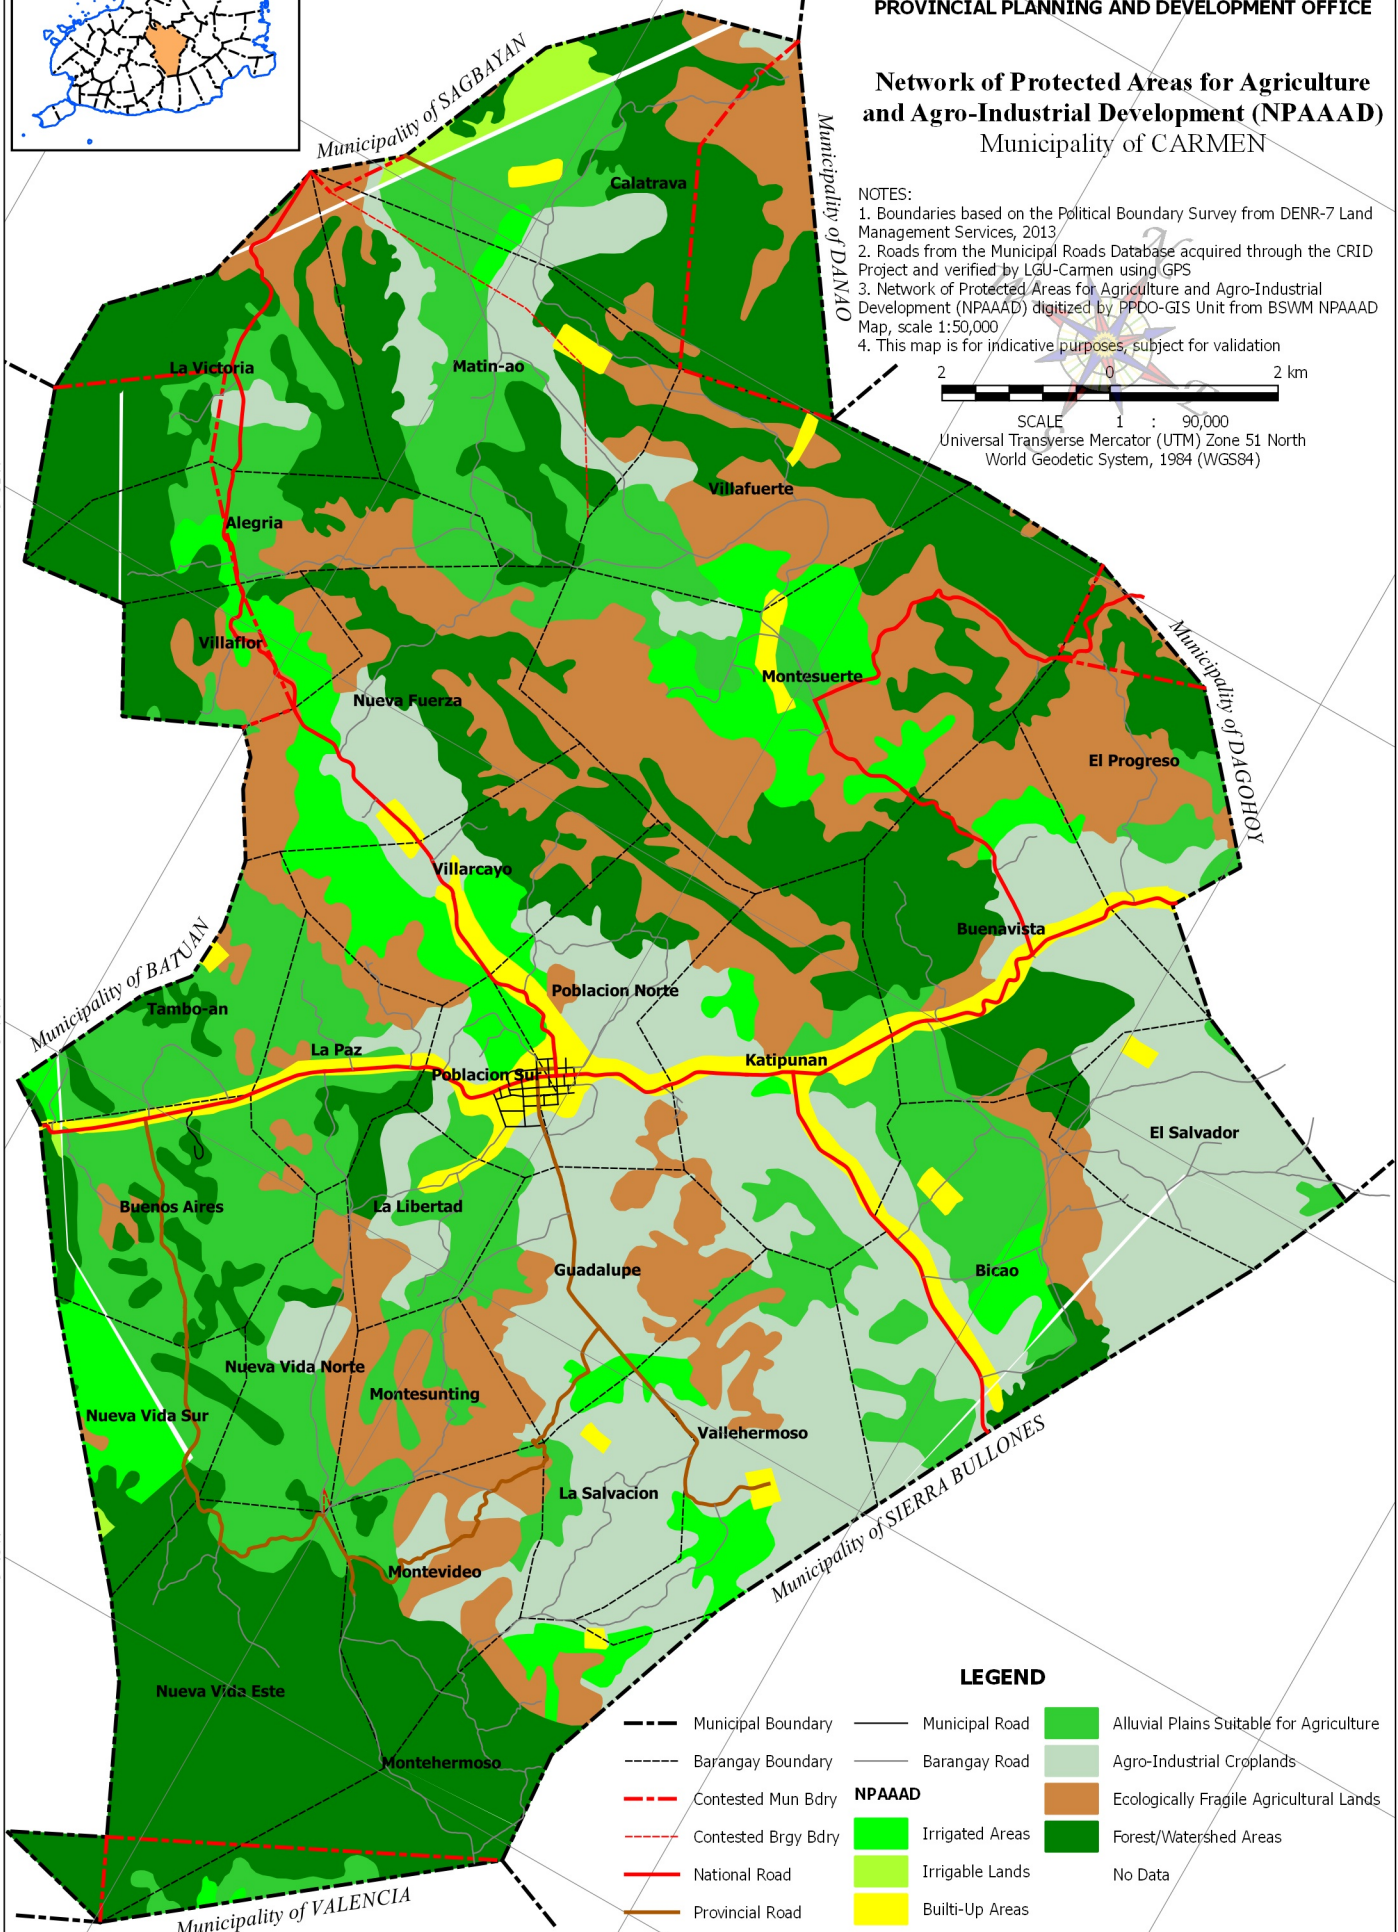 PROVINCIAL PLANNING AND DEVELOPMENT OFFICE
Network of Protected Areas for Agriculture
and Agro-Industrial Development (NPAAAD)
Municipality of CARMEN
NOTES:
1. Boundaries based on the Political Boundary Survey from DENR-7 Land
Management Services, 2013
2. Roads from the Municipal Roads Database acquired through the CRID
Project and verified by LGU-Carmen using GPS
3. Network of Protected Areas for Agriculture and Agro-Industrial
Development (NPAAAD) digitized by PPDO-GIS Unit from BSWM NPAAAD
Map, scale 1:50,000
4. This map is for indicative purposes, subject for validation
2 0 2 km
SCALE 1 : 90,000
Universal Transverse Mercator (UTM) Zone 51 North
World Geodetic System, 1984 (WGS84)
N
W
E
S
Municipality of SAGBAYAN
Municipality of DANAO
Municipality of DAGOHOY
Municipality of BATUAN
Municipality of SIERRA BULLONES
Municipality of VALENCIA
Calatrava
La Victoria
Matin-ao
Villafuerte
Alegria
Villaflor
Montesuerte
Nueva Fuerza
El Progreso
Villarcayo
Buenavista
Poblacion Norte
Tambo-an
La Paz
Katipunan
Poblacion Sur
El Salvador
Buenos Aires
La Libertad
Guadalupe
Bicao
Nueva Vida Norte
Montesunting
Nueva Vida Sur
Vallehermoso
La Salvacion
Montevideo
Nueva Vida Este
Montehermoso
LEGEND
Municipal Boundary
Barangay Boundary
Contested Mun Bdry
Contested Brgy Bdry
National Road
Provincial Road
Municipal Road
Barangay Road
NPAAAD
Irrigated Areas
Irrigable Lands
Builti-Up Areas
Alluvial Plains Suitable for Agriculture
Agro-Industrial Croplands
Ecologically Fragile Agricultural Lands
Forest/Watershed Areas
No Data